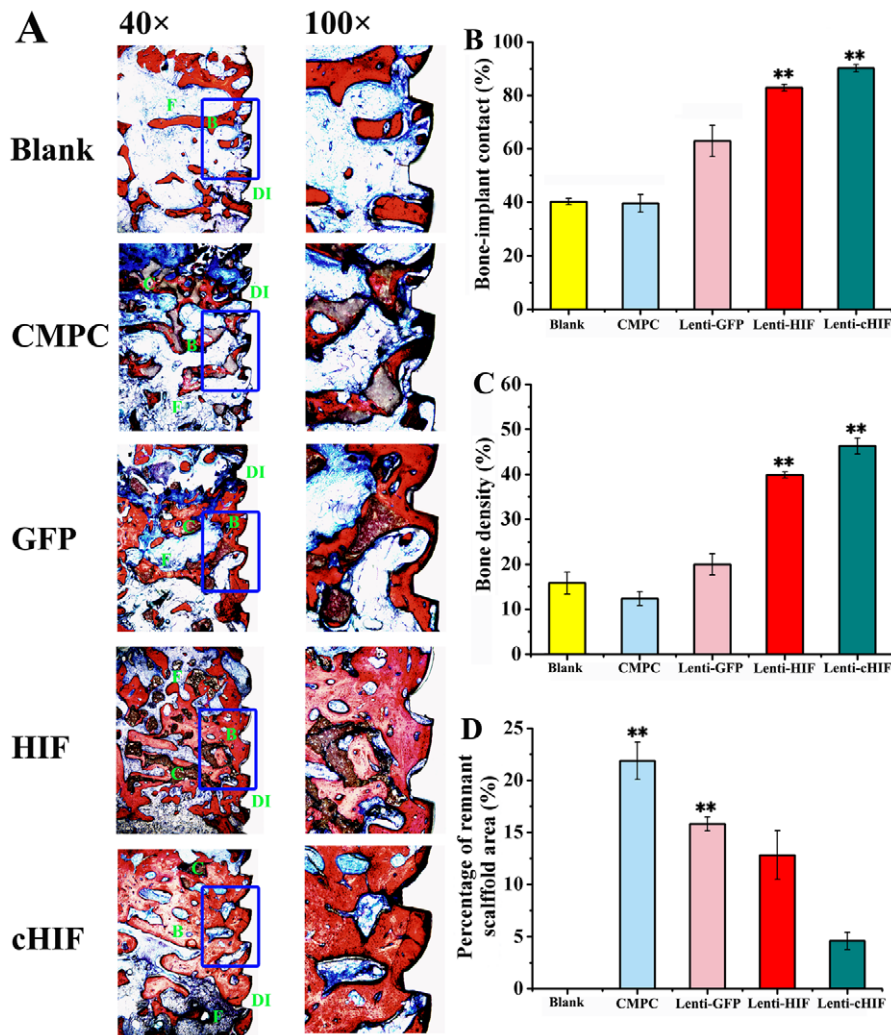 A
40×
100×
Blank
F
B
DI
CMPC
C
DI
B
F
GFP
DI
B
C
F
HIF
F
B
C
DI
cHIF
C
B
DI
F
B
Bone-implant contact (%)
100
80
60
40
20
0
**
**
Blank CMPC Lenti-GFP Lenti-HIF Lenti-cHIF
C
Bone density (%)
60
50
40
30
20
10
0
**
**
Blank CMPC Lenti-GFP Lenti-HIF Lenti-cHIF
D
Percentage of remnant
scalffold area (%)
25
20
15
10
5
0
**
**
Blank CMPC Lenti-GFP Lenti-HIF Lenti-cHIF